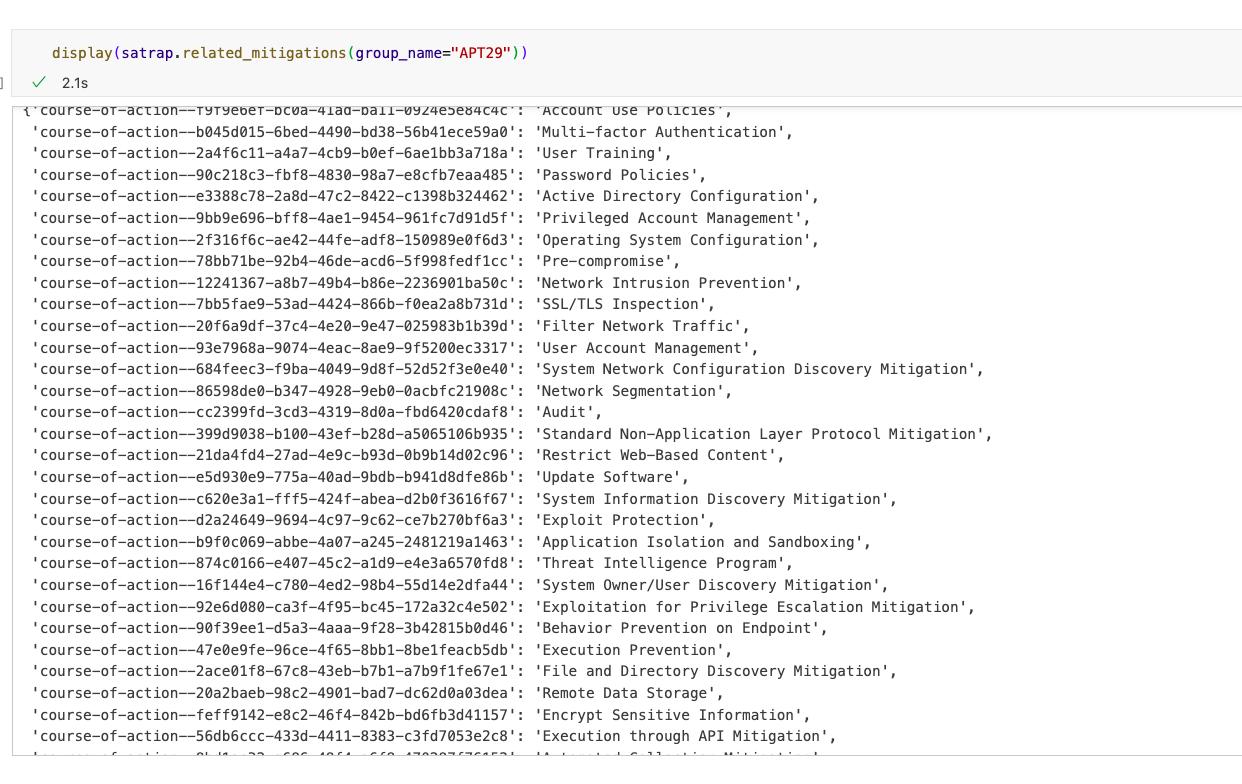 display(satrap.related_mitigations(group_name="APT29"))
2.1s
{'course-of-action--f9f9e6ef-bc0a-41ad-ba11-0924e5e84c4c': 'Account Use Policies',
'course-of-action--b045d015-6bed-4490-bd38-56b41ece59a0': 'Multi-factor Authentication',
'course-of-action--2a4f6c11-a4a7-4cb9-b0ef-6ae1bb3a718a': 'User Training',
'course-of-action--90c218c3-fbf8-4830-98a7-e8cfb7eaa485': 'Password Policies',
'course-of-action--e3388c78-2a8d-47c2-8422-c1398b324462': 'Active Directory Configuration',
'course-of-action--9bb9e696-bff8-4ae1-9454-961fc7d91d5f': 'Privileged Account Management',
'course-of-action--2f316f6c-ae42-44fe-adf8-150989e0f6d3': 'Operating System Configuration',
'course-of-action--78bb71be-92b4-46de-acd6-5f998fedf1cc': 'Pre-compromise',
'course-of-action--12241367-a8b7-49b4-b86e-2236901ba50c': 'Network Intrusion Prevention',
'course-of-action--7bb5fae9-53ad-4424-866b-f0ea2a8b731d': 'SSL/TLS Inspection',
'course-of-action--20f6a9df-37c4-4e20-9e47-025983b1b39d': 'Filter Network Traffic',
'course-of-action--93e7968a-9074-4eac-8ae9-9f5200ec3317': 'User Account Management',
'course-of-action--684feec3-f9ba-4049-9d8f-52d52f3e0e40': 'System Network Configuration Discovery Mitigation',
'course-of-action--86598de0-b347-4928-9eb0-0acbfc21908c': 'Network Segmentation',
'course-of-action--cc2399fd-3cd3-4319-8d0a-fbd6420cdaf8': 'Audit',
'course-of-action--399d9038-b100-43ef-b28d-a5065106b935': 'Standard Non-Application Layer Protocol Mitigation',
'course-of-action--21da4fd4-27ad-4e9c-b93d-0b9b14d02c96': 'Restrict Web-Based Content',
'course-of-action--e5d930e9-775a-40ad-9bdb-b941d8dfe86b': 'Update Software',
'course-of-action--c620e3a1-fff5-424f-abea-d2b0f3616f67': 'System Information Discovery Mitigation',
'course-of-action--d2a24649-9694-4c97-9c62-ce7b270bf6a3': 'Exploit Protection',
'course-of-action--b9f0c069-abbe-4a07-a245-2481219a1463': 'Application Isolation and Sandboxing',
'course-of-action--874c0166-e407-45c2-a1d9-e4e3a6570fd8': 'Threat Intelligence Program',
'course-of-action--16f144e4-c780-4ed2-98b4-55d14e2dfa44': 'System Owner/User Discovery Mitigation',
'course-of-action--92e6d080-ca3f-4f95-bc45-172a32c4e502': 'Exploitation for Privilege Escalation Mitigation',
'course-of-action--90f39ee1-d5a3-4aaa-9f28-3b42815b0d46': 'Behavior Prevention on Endpoint',
'course-of-action--47e0e9fe-96ce-4f65-8bb1-8be1feacb5db': 'Execution Prevention',
'course-of-action--2ace01f8-67c8-43eb-b7b1-a7b9f1fe67e1': 'File and Directory Discovery Mitigation',
'course-of-action--20a2baeb-98c2-4901-bad7-dc62d0a03dea': 'Remote Data Storage',
'course-of-action--feff9142-e8c2-46f4-842b-bd6fb3d41157': 'Encrypt Sensitive Information',
'course-of-action--56db6ccc-433d-4411-8383-c3fd7053e2c8': 'Execution through API Mitigation',